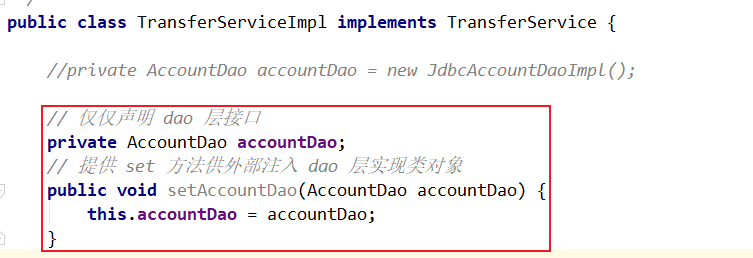 public class TransferServiceImpl implements TransferService {
//private AccountDao accountDao = new JdbcAccountDaoImpl();
// 仅仅声明 dao 层接口
private AccountDao accountDao;
// 提供 set 方法供外部注入 dao 层实现类对象
public void setAccountDao(AccountDao accountDao) {
this.accountDao = accountDao;
}